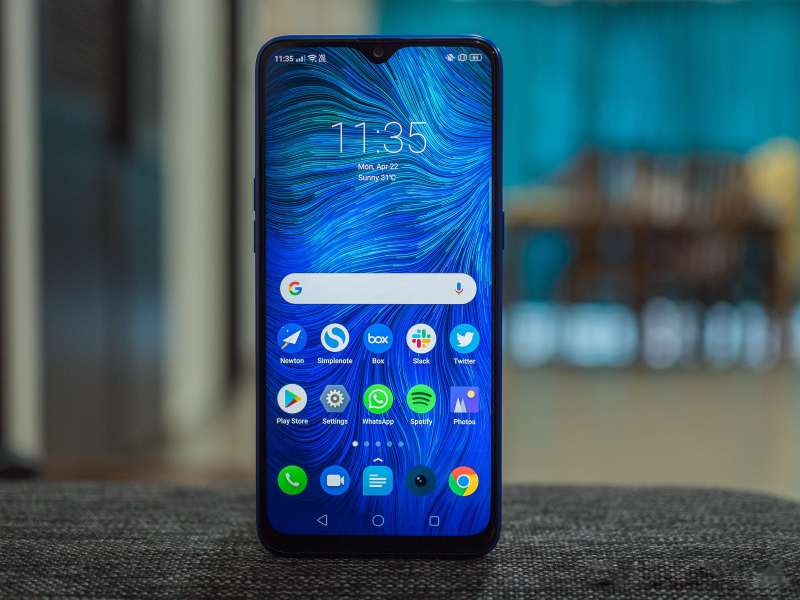 11:35
11:35
Mon, Apr 22
Sunny 31°C
G
Newton Simplenote Box Slack Twitter
box
Play Store Settings WhatsApp Spotify Photos